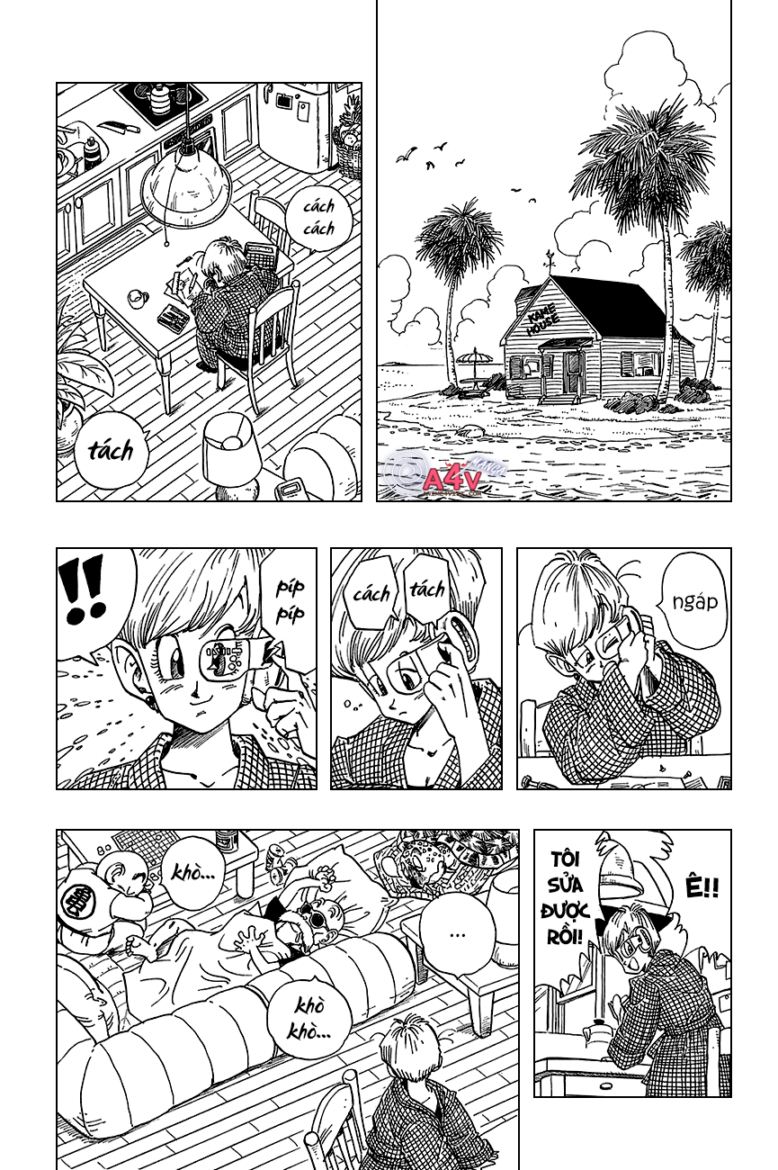 KAME
HOUSE
cách
cách
tách
A4V
ngáp
tách
cách
píp
píp
!!
Ê!!
TÔI
SỬA
ĐƯỢC
RỒI!
khò...
...
khò
khò...